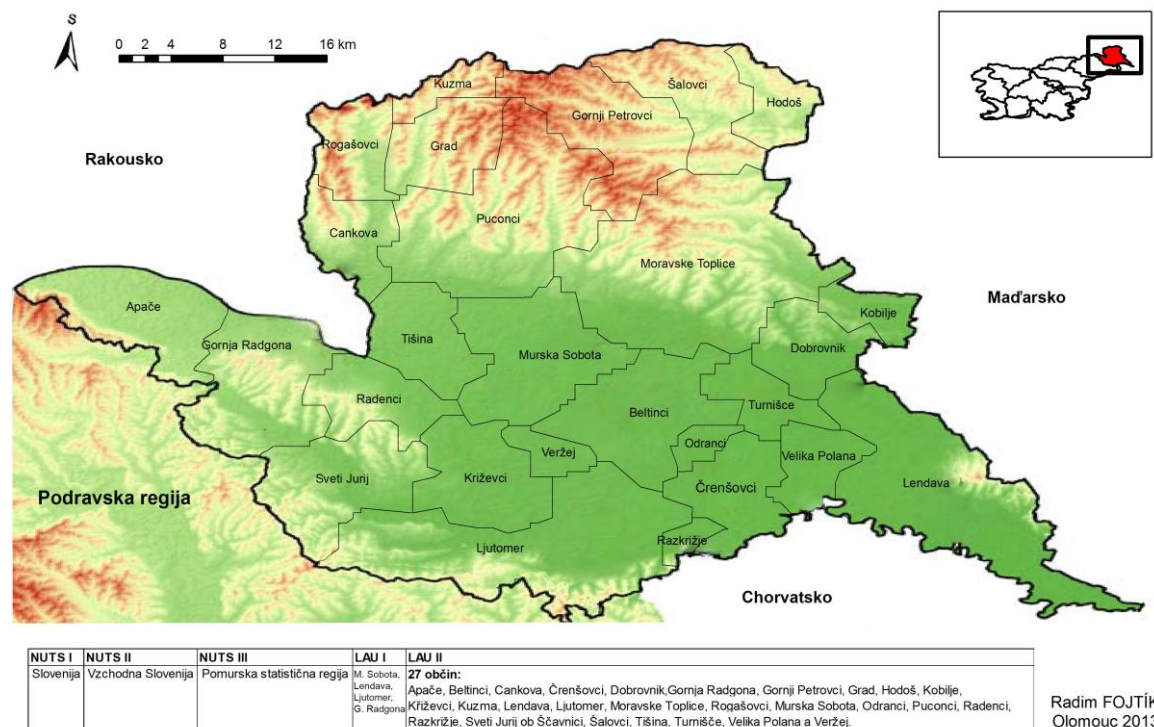 S
0 2 4 8 12 16 km
Kuzma
Šalovci
Hodoš
Gornji Petrovci
Rogašovci
Grad
Rakousko
Puconci
Cankova
Moravske Toplice
Maďarsko
Apače
Kobilje
Gornja Radgona
Tišina
Murska Sobota
Dobrovnik
Radenci
Beltinci
Turnišce
Odranci
Veržej
Velika Polana
Sveti Jurij
Križevci
Črenšovci
Lendava
Podravska regija
Razkrižje
Ljutomer
Chorvatsko
NUTS I NUTS II NUTS III LAU I LAU II
Slovenija Vzchodna Slovenija Pomurska statistična regija M. Sobota, Lendava, Ljutomer, G. Radgona 27 občin:
Apače, Beltinci, Cankova, Črenšovci, Dobrovnik,Gornja Radgona, Gornji Petrovci, Grad, Hodoš, Kobilje,
Křiževci, Kuzma, Lendava, Ljutomer, Moravske Toplice, Rogašovci, Murska Sobota, Odranci, Puconci, Radenci,
Razkrižje, Sveti Jurij ob Ščavnici, Šalovci, Tišina, Turnišče, Velika Polana a Veržej.
Radim FOJTÍK
Olomouc 2013